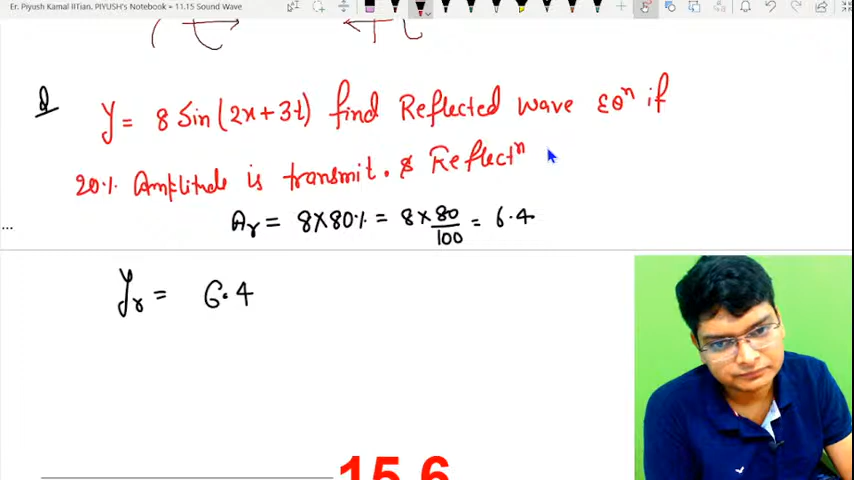 Er. Piyush Kamal IITian. PIYUSH's Notebook » 11.15 Sound Wave
Q
y = 8 Sin (2x + 3t) find Reflected wave εθⁿ if
20% Amplitude is transmit. & Reflectⁿ
Aᵣ = 8 × 80% = 8 × 80/100 = 6.4
...
yᵣ = 6.4
15.6